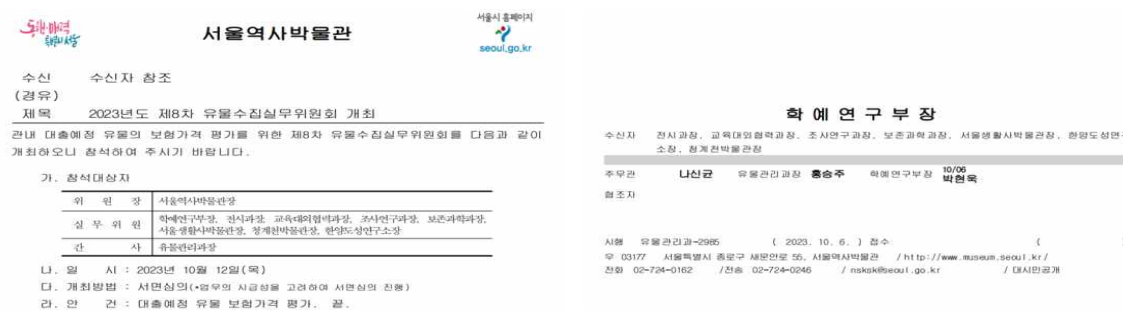 동행·매력
특별시 서울
서울역사박물관
서울시 홈페이지
seoul.go.kr
수신 수신자 참조
(경유)
제목 2023년도 제8차 유물수집실무위원회 개최
관내 대출예정 유물의 보험가격 평가를 위한 제8차 유물수집실무위원회를 다음과 같이
개최하오니 참석하여 주시기 바랍니다.
가. 참석대상자
위 원 장 서울역사박물관장
실 무 위 원 학예연구부장, 전시과장, 교육대외협력과장, 조사연구과장, 보존과학과장,
서울생활사박물관장, 청계천박물관장, 한양도성연구소장
간 사 유물관리과장
나. 일 시 : 2023년 10월 12일(목)
다. 개최방법 : 서면심의(*업무의 시급성을 고려하여 서면심의 진행)
라. 안 건 : 대출예정 유물 보험가격 평가. 끝.
학 예 연 구 부 장
수신자 전시과장, 교육대외협력과장, 조사연구과장, 보존과학과장, 서울생활사박물관장, 한양도성연구
소장, 청계천박물관장
주무관 나신균 유물관리과장 홍승주 학예연구부장 10/06
박현욱
협조자
시행 유물관리과-2985 ( 2023. 10. 6. ) 접수 (
우 03177 서울특별시 종로구 새문안로 55, 서울역사박물관 / http://www.museum.seoul.kr/
전화 02-724-0162 /전송 02-724-0246 / nsksk@seoul.go.kr / 대시민공개